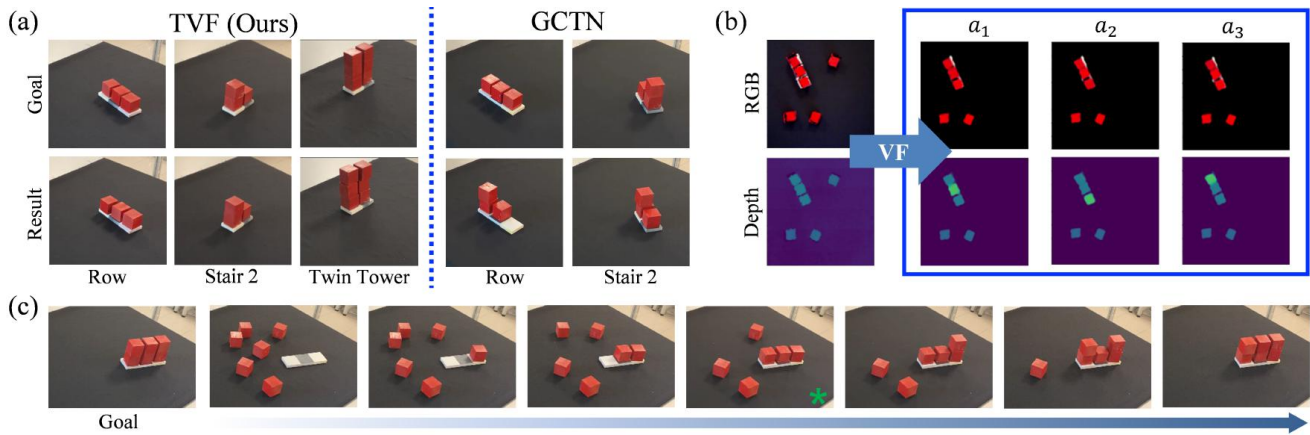 (a)
TVF (Ours)
GCTN
Goal
Result
Row
Stair 2
Twin Tower
Row
Stair 2
(b)
a₁
a₂
a₃
RGB
VF
Depth
(c)
*
Goal